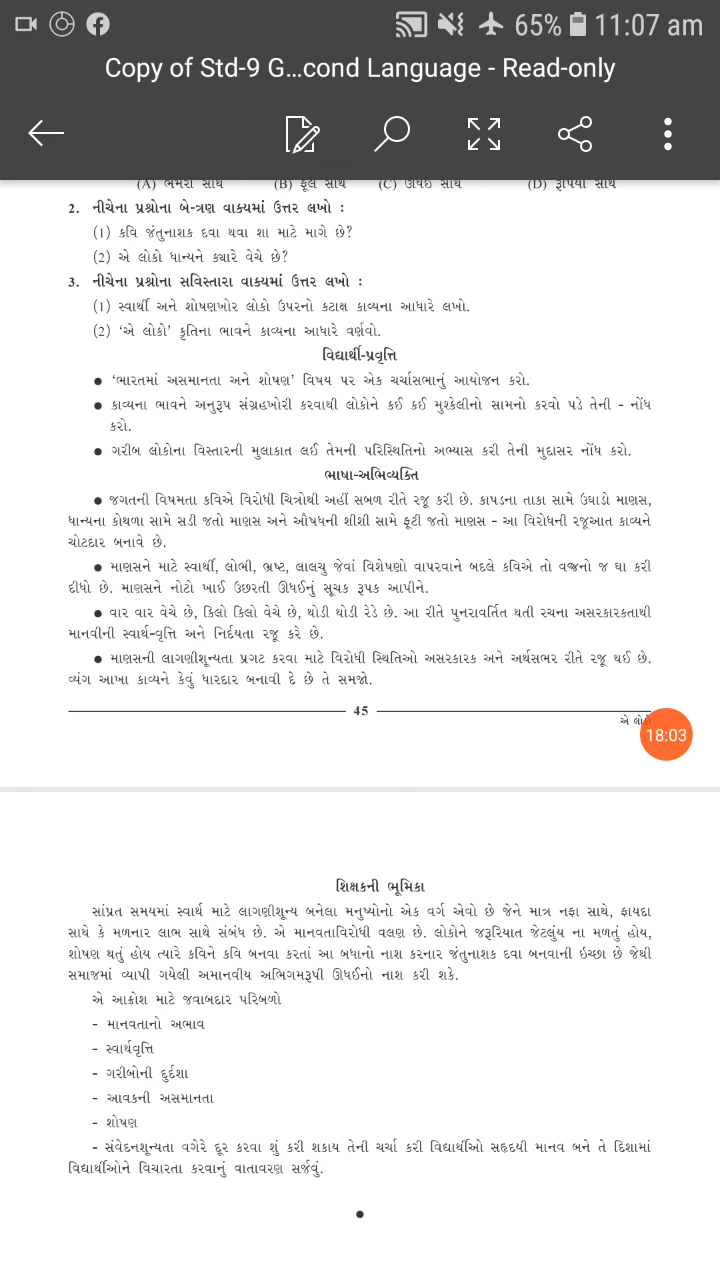 65% 11:07 am
Copy of Std-9 G...cond Language - Read-only
(A) ભમરા સાથે (B) ફૂલ સાથે (C) ઊધઈ સાથે (D) રૂપિયા સાથે
2. નીચેના પ્રશ્નોના બે-ત્રણ વાક્યમાં ઉત્તર લખો :
(1) કવિ જંતુનાશક દવા થવા શા માટે માગે છે?
(2) એ લોકો ધાન્યને ક્યારે વેચે છે?
3. નીચેના પ્રશ્નોના સવિસ્તારા વાક્યમાં ઉત્તર લખો :
(1) સ્વાર્થી અને શોષણખોર લોકો ઉપરનો કટાક્ષ કાવ્યના આધારે લખો.
(2) ‘એ લોકો’ કૃતિના ભાવને કાવ્યના આધારે વર્ણવો.
વિદ્યાર્થી-પ્રવૃત્તિ
● ‘ભારતમાં અસમાનતા અને શોષણ’ વિષય પર એક ચર્ચાસભાનું આયોજન કરો.
● કાવ્યના ભાવને અનુરૂપ સંગ્રહખોરી કરવાથી લોકોને કઈ કઈ મુશ્કેલીનો સામનો કરવો પડે તેની - નોંધ
કરો.
● ગરીબ લોકોના વિસ્તારની મુલાકાત લઈ તેમની પરિસ્થિતિનો અભ્યાસ કરી તેની મુદ્દાસર નોંધ કરો.
ભાષા-અભિવ્યક્તિ
● જગતની વિષમતા કવિએ વિરોધી ચિત્રોથી અહીં સબળ રીતે રજૂ કરી છે. કાપડના તાકા સામે ઉઘાડો માણસ,
ધાન્યના કોથળા સામે સડી જતો માણસ અને ઔષધની શીશી સામે ફૂટી જતો માણસ - આ વિરોધની રજૂઆત કાવ્યને
ચોટદાર બનાવે છે.
● માણસને માટે સ્વાર્થી, લોભી, ભ્રષ્ટ, લાલચુ જેવાં વિશેષણો વાપરવાને બદલે કવિએ તો વજનો જ ઘા કરી
દીધો છે. માણસને નોટો ખાઈ ઉછરતી ઊધઈનું સૂચક રૂપક આપીને.
● વાર વાર વેચે છે, કિલો કિલો વેચે છે, થોડી થોડી રેડે છે. આ રીતે પુનરાવર્તિત થતી રચના અસરકારકતાથી
માનવીની સ્વાર્થ-વૃત્તિ અને નિર્દયતા રજૂ કરે છે.
● માણસની લાગણીશૂન્યતા પ્રગટ કરવા માટે વિરોધી સ્થિતિઓ અસરકારક અને અર્થસભર રીતે રજૂ થઈ છે.
વ્યંગ આખા કાવ્યને કેવું ધારદાર બનાવી દે છે તે સમજો.
45
એ લોકો
18:03
શિક્ષકની ભૂમિકા
સાંપ્રત સમયમાં સ્વાર્થ માટે લાગણીશૂન્ય બનેલા મનુષ્યોનો એક વર્ગ એવો છે જેને માત્ર નફા સાથે, ફાયદા
સાથે કે મળનાર લાભ સાથે સંબંધ છે. એ માનવતાવિરોધી વલણ છે. લોકોને જરૂરિયાત જેટલુંય ના મળતું હોય,
શોષણ થતું હોય ત્યારે કવિને કવિ બનવા કરતાં આ બધાનો નાશ કરનાર જંતુનાશક દવા બનવાની ઇચ્છા છે જેથી
સમાજમાં વ્યાપી ગયેલી અમાનવીય અભિગમરૂપી ઊધઈનો નાશ કરી શકે.
એ આક્રોશ માટે જવાબદાર પરિબળો
- માનવતાનો અભાવ
- સ્વાર્થવૃત્તિ
- ગરીબોની દુર્દશા
- આવકની અસમાનતા
- શોષણ
- સંવેદનશૂન્યતા વગેરે દૂર કરવા શું કરી શકાય તેની ચર્ચા કરી વિદ્યાર્થીઓ સહૃદયી માનવ બને તે દિશામાં
વિદ્યાર્થીઓને વિચારતા કરવાનું વાતાવરણ સર્જવું.